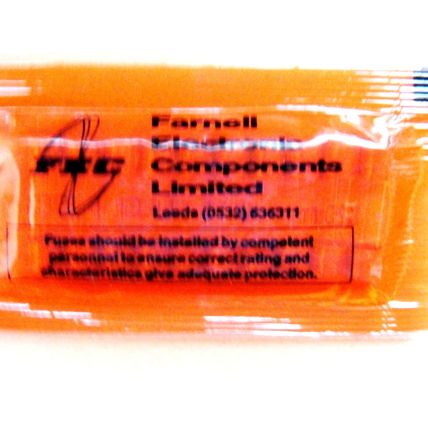 FEC
Farnell
Electronic
Components
Limited
Leeds (0532) 636311
Fuses should be installed by competent
personnel to ensure correct rating and
characteristics give adequate protection.